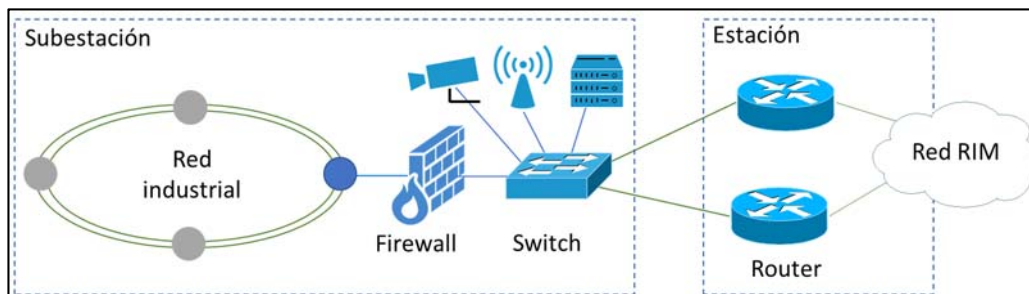 Subestación
Estación
Red
industrial
Red RIM
Firewall
Switch
Router